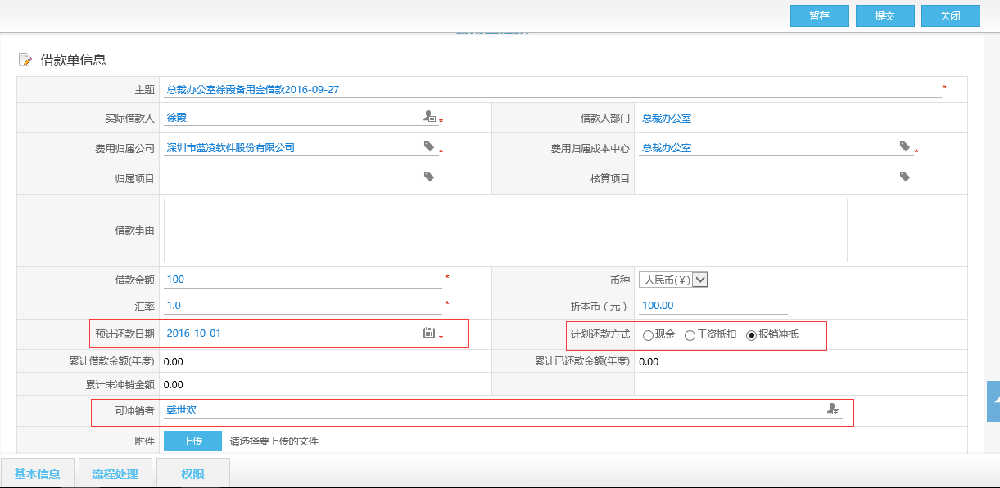 暂存 提交 关闭
借款单信息
主题 总裁办公室徐霞备用金借款2016-09-27 *
实际借款人 徐霞 * 借款人部门 总裁办公室
费用归属公司 深圳市蓝凌软件股份有限公司 * 费用归属成本中心 总裁办公室 *
归属项目 核算项目
借款事由
借款金额 100 * 币种 人民币(¥)
汇率 1.0 * 折本币（元） 100.00
预计还款日期 2016-10-01 * 计划还款方式 现金 工资抵扣 报销冲抵
累计借款金额(年度) 0.00 累计已还款金额(年度) 0.00
累计未冲销金额 0.00
可冲销者 戴世欢
附件 上传 请选择要上传的文件
基本信息 流程处理 权限